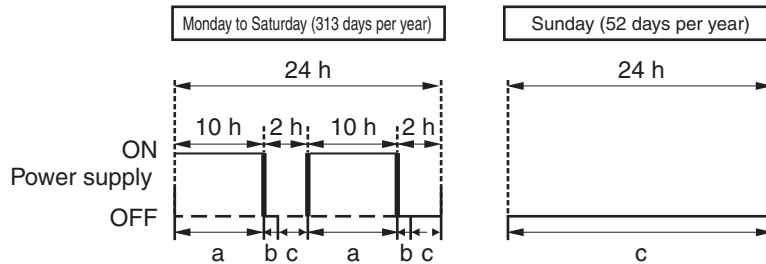 Monday to Saturday (313 days per year)
Sunday (52 days per year)
24 h
24 h
10 h 2 h 10 h 2 h
ON
Power supply
OFF
a b c a b c
c